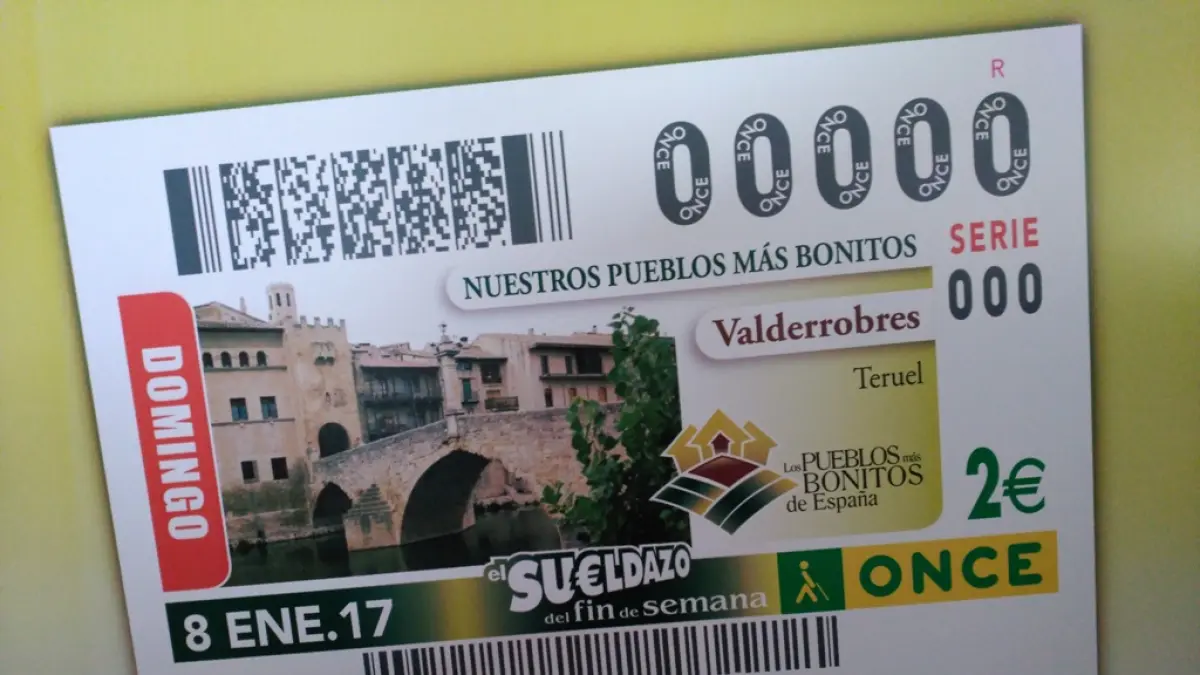 R
00000
SERIE
000
NUESTROS PUEBLOS MÁS BONITOS
Valderrobres
Teruel
DOMINGO
Los PUEBLOS más
BONITOS
de España
2€
el SU€LDAZO
del fin de semana
ONCE
8 ENE.17